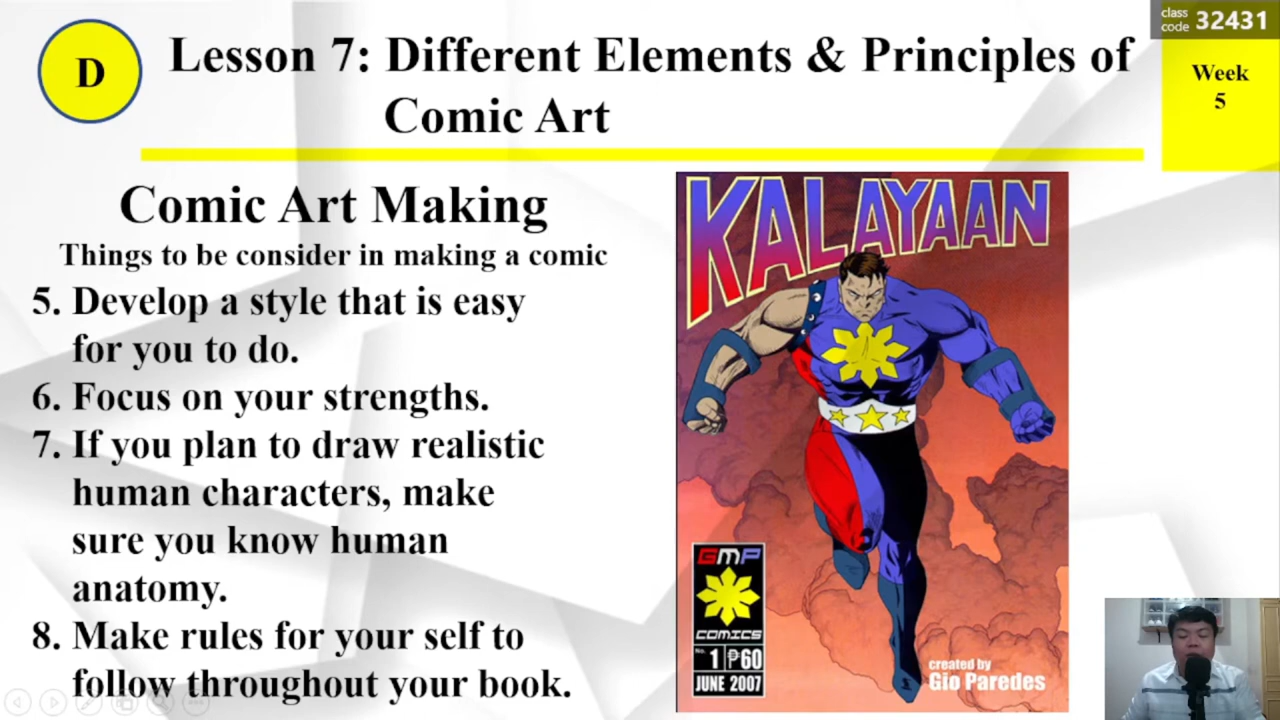 class
code 32431
D
Lesson 7: Different Elements & Principles of
Comic Art
Week
5
Comic Art Making
Things to be consider in making a comic
5. Develop a style that is easy
for you to do.
6. Focus on your strengths.
7. If you plan to draw realistic
human characters, make
sure you know human
anatomy.
8. Make rules for your self to
follow throughout your book.
KALAYAAN
GMP
COMICS
No. 1 ₱60
JUNE 2007
created by
Gio Paredes